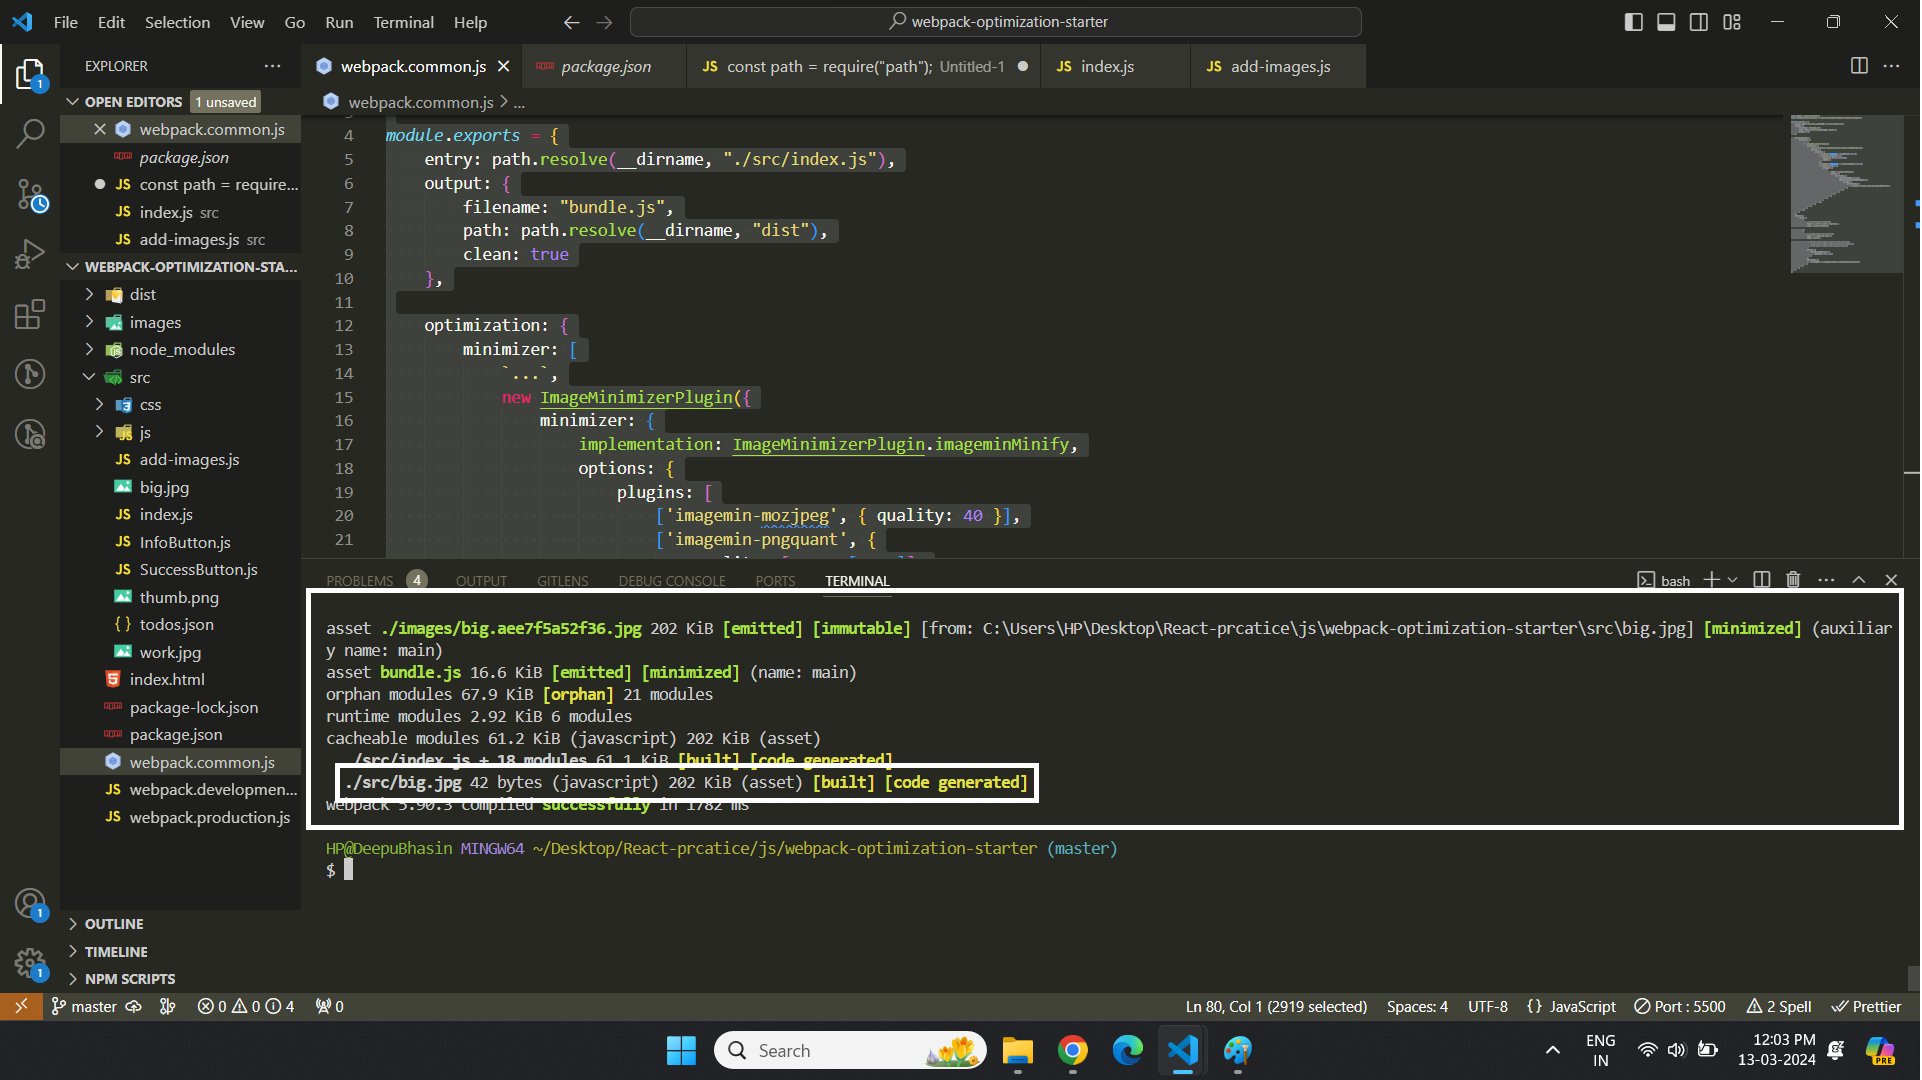 File Edit Selection View Go Run Terminal Help
webpack-optimization-starter
EXPLORER
OPEN EDITORS 1 unsaved
webpack.common.js
package.json
const path = require...
index.js src
add-images.js src
WEBPACK-OPTIMIZATION-STA...
dist
images
node_modules
src
css
js
add-images.js
big.jpg
index.js
InfoButton.js
SuccessButton.js
thumb.png
todos.json
work.jpg
index.html
package-lock.json
package.json
webpack.common.js
webpack.developmen...
webpack.production.js
OUTLINE
TIMELINE
NPM SCRIPTS
webpack.common.js package.json const path = require("path"); Untitled-1 index.js add-images.js
webpack.common.js > ...
4 module.exports = {
5 entry: path.resolve(__dirname, "./src/index.js"),
6 output: {
7 filename: "bundle.js",
8 path: path.resolve(__dirname, "dist"),
9 clean: true
10 },
11
12 optimization: {
13 minimizer: [
14 `...`,
15 new ImageMinimizerPlugin({
16 minimizer: {
17 implementation: ImageMinimizerPlugin.imageminMinify,
18 options: {
19 plugins: [
20 ['imagemin-mozjpeg', { quality: 40 }],
21 ['imagemin-pngquant', {
PROBLEMS 4 OUTPUT GITLENS DEBUG CONSOLE PORTS TERMINAL bash
asset ./images/big.aee7f5a52f36.jpg 202 KiB [emitted] [immutable] [from: C:\Users\HP\Desktop\React-prcatice\js\webpack-optimization-starter\src\big.jpg] [minimized] (auxiliar
y name: main)
asset bundle.js 16.6 KiB [emitted] [minimized] (name: main)
orphan modules 67.9 KiB [orphan] 21 modules
runtime modules 2.92 KiB 6 modules
cacheable modules 61.2 KiB (javascript) 202 KiB (asset)
./src/index.js + 18 modules 61.1 KiB [built] [code generated]
./src/big.jpg 42 bytes (javascript) 202 KiB (asset) [built] [code generated]
webpack 5.90.3 compiled successfully in 1782 ms
HP@DeepuBhasin MINGW64 ~/Desktop/React-prcatice/js/webpack-optimization-starter (master)
$
master 0 0 4 0 Ln 80, Col 1 (2919 selected) Spaces: 4 UTF-8 {} JavaScript Port : 5500 2 Spell Prettier
Search
ENG
IN
12:03 PM
13-03-2024
PRE